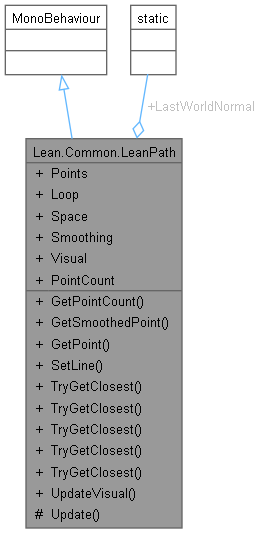 MonoBehaviour
static
+LastWorldNormal
Lean.Common.LeanPath
+ Points
+ Loop
+ Space
+ Smoothing
+ Visual
+ PointCount
+ GetPointCount()
+ GetSmoothedPoint()
+ GetPoint()
+ SetLine()
+ TryGetClosest()
+ TryGetClosest()
+ TryGetClosest()
+ TryGetClosest()
+ TryGetClosest()
+ UpdateVisual()
# Update()